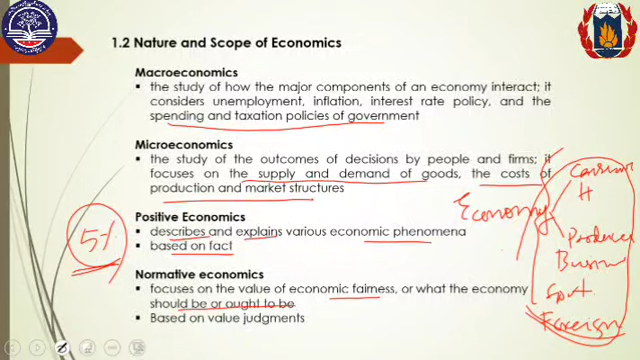 1.2 Nature and Scope of Economics
Macroeconomics
▪ the study of how the major components of an economy interact; it
considers unemployment, inflation, interest rate policy, and the
spending and taxation policies of government
Microeconomics
▪ the study of the outcomes of decisions by people and firms; it
focuses on the supply and demand of goods, the costs of
production and market structures
Positive Economics
▪ describes and explains various economic phenomena
▪ based on fact
Normative economics
▪ focuses on the value of economic fairness, or what the economy
should be or ought to be
▪ Based on value judgments
5%
Economy
H
Foreign